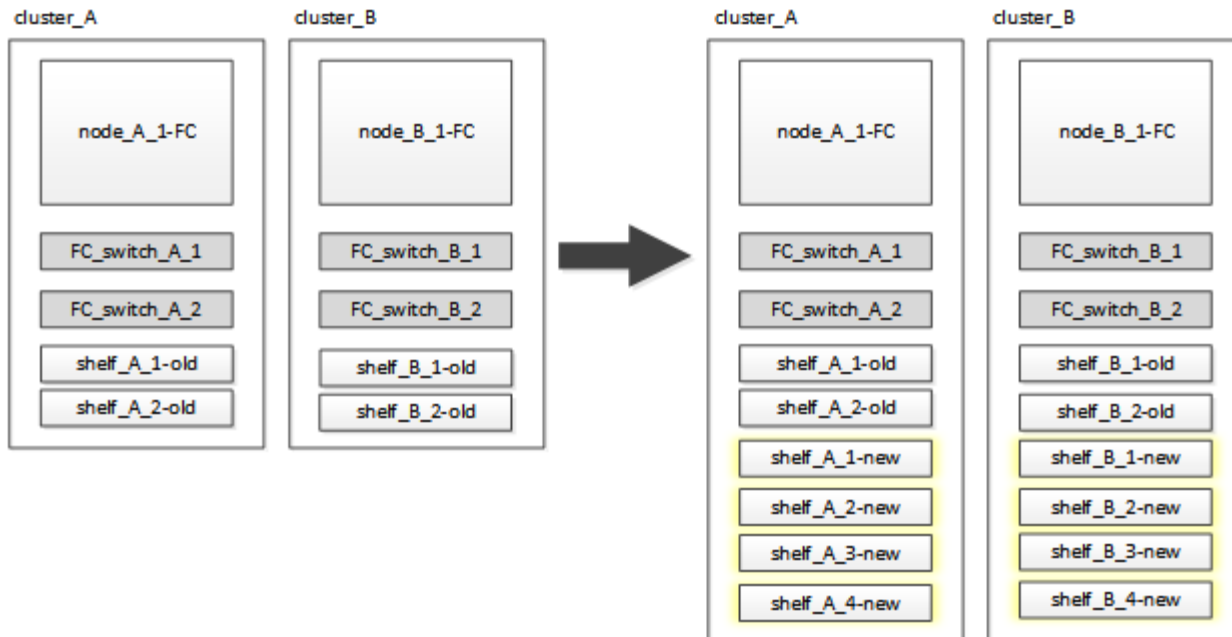 cluster_A
cluster_B
node_A_1-FC
node_B_1-FC
FC_switch_A_1
FC_switch_B_1
FC_switch_A_2
FC_switch_B_2
shelf_A_1-old
shelf_B_1-old
shelf_A_2-old
shelf_B_2-old
cluster_A
cluster_B
node_A_1-FC
node_B_1-FC
FC_switch_A_1
FC_switch_B_1
FC_switch_A_2
FC_switch_B_2
shelf_A_1-old
shelf_B_1-old
shelf_A_2-old
shelf_B_2-old
shelf_A_1-new
shelf_B_1-new
shelf_A_2-new
shelf_B_2-new
shelf_A_3-new
shelf_B_3-new
shelf_A_4-new
shelf_B_4-new